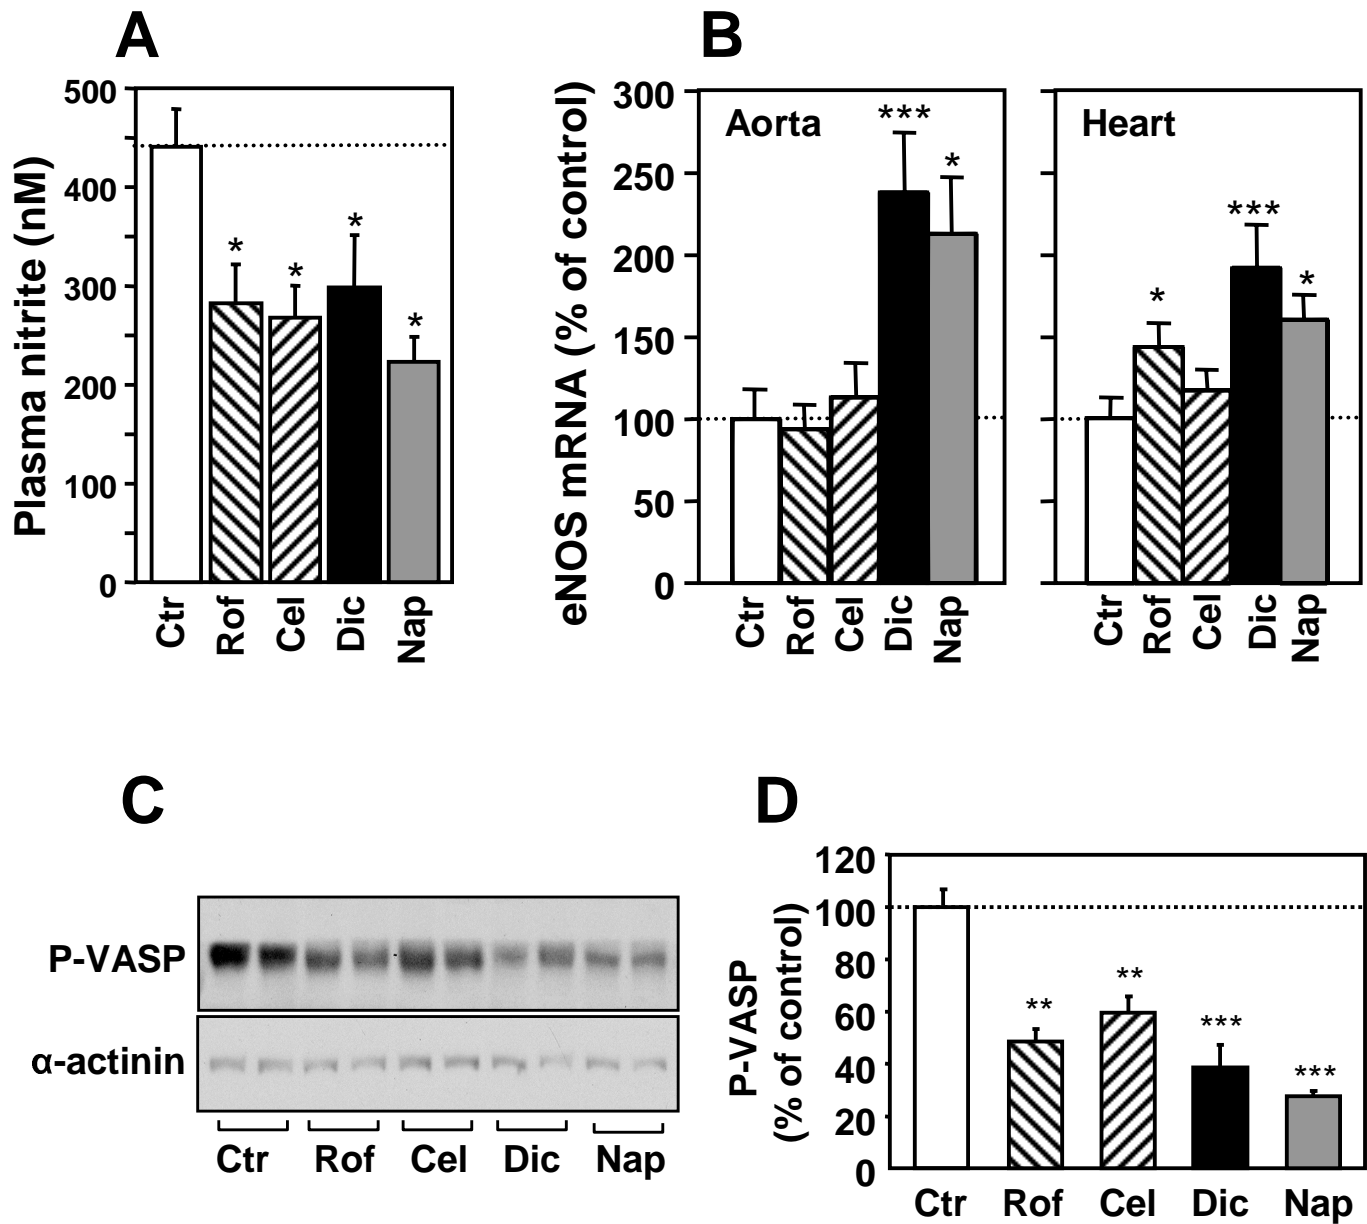 A
Plasma nitrite (nM)
500
400
300
200
100
0
*
*
*
*
Ctr
Rof
Cel
Dic
Nap
B
eNOS mRNA (% of control)
300
250
200
150
100
50
0
Aorta
***
*
Ctr
Rof
Cel
Dic
Nap
Heart
*
***
*
Ctr
Rof
Cel
Dic
Nap
C
P-VASP
α-actinin
Ctr Rof Cel Dic Nap
D
P-VASP
(% of control)
120
100
80
60
40
20
0
**
**
***
***
Ctr Rof Cel Dic Nap